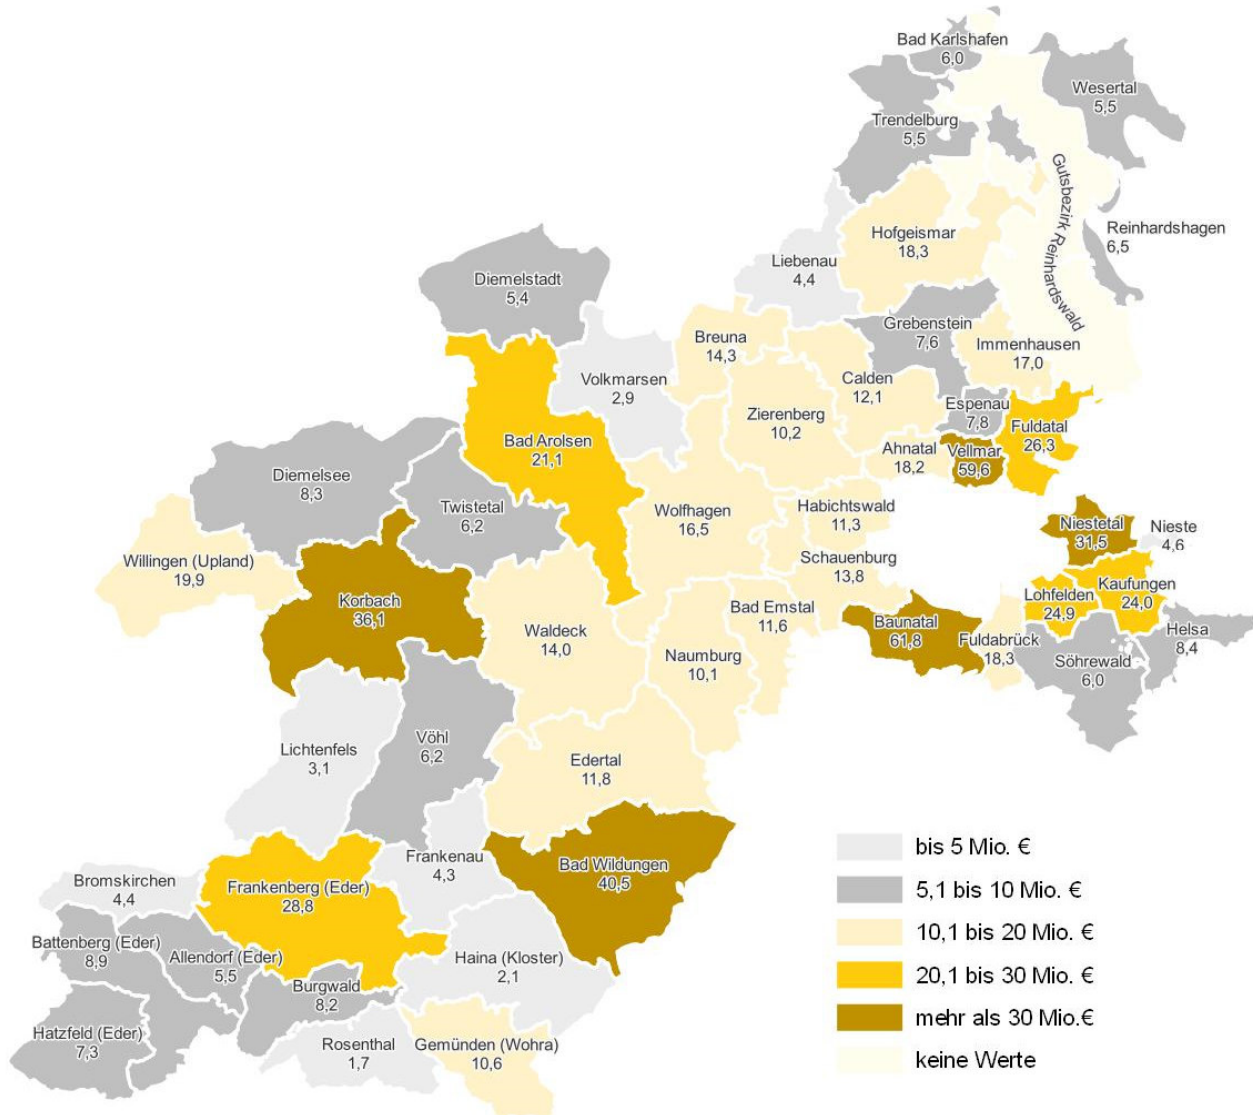 Bad Karlshafen
6,0
Wesertal
5,5
Trendelburg
5,5
Gutsbezirk Reinhardswald
Reinhardshagen
6,5
Hofgeismar
18,3
Liebenau
4,4
Diemelstadt
5,4
Grebenstein
7,6
Breuna
14,3
Immenhausen
17,0
Volkmarsen
2,9
Calden
12,1
Espenau
7,8
Zierenberg
10,2
Fuldatal
26,3
Bad Arolsen
21,1
Ahnatal
18,2
Vellmar
59,6
Diemelsee
8,3
Twistetal
6,2
Wolfhagen
16,5
Habichtswald
11,3
Niestetal
31,5
Nieste
4,6
Willingen (Upland)
19,9
Schauenburg
13,8
Kaufungen
24,0
Lohfelden
24,9
Korbach
36,1
Bad Emstal
11,6
Baunatal
61,8
Waldeck
14,0
Helsa
8,4
Fuldabrück
18,3
Naumburg
10,1
Söhrewald
6,0
Lichtenfels
3,1
Vöhl
6,2
Edertal
11,8
Frankenau
4,3
Bad Wildungen
40,5
Bromskirchen
4,4
Frankenberg (Eder)
28,8
Battenberg (Eder)
8,9
Allendorf (Eder)
5,5
Haina (Kloster)
2,1
Burgwald
8,2
Hatzfeld (Eder)
7,3
Rosenthal
1,7
Gemünden (Wohra)
10,6
bis 5 Mio. €
5,1 bis 10 Mio. €
10,1 bis 20 Mio. €
20,1 bis 30 Mio. €
mehr als 30 Mio.€
keine Werte